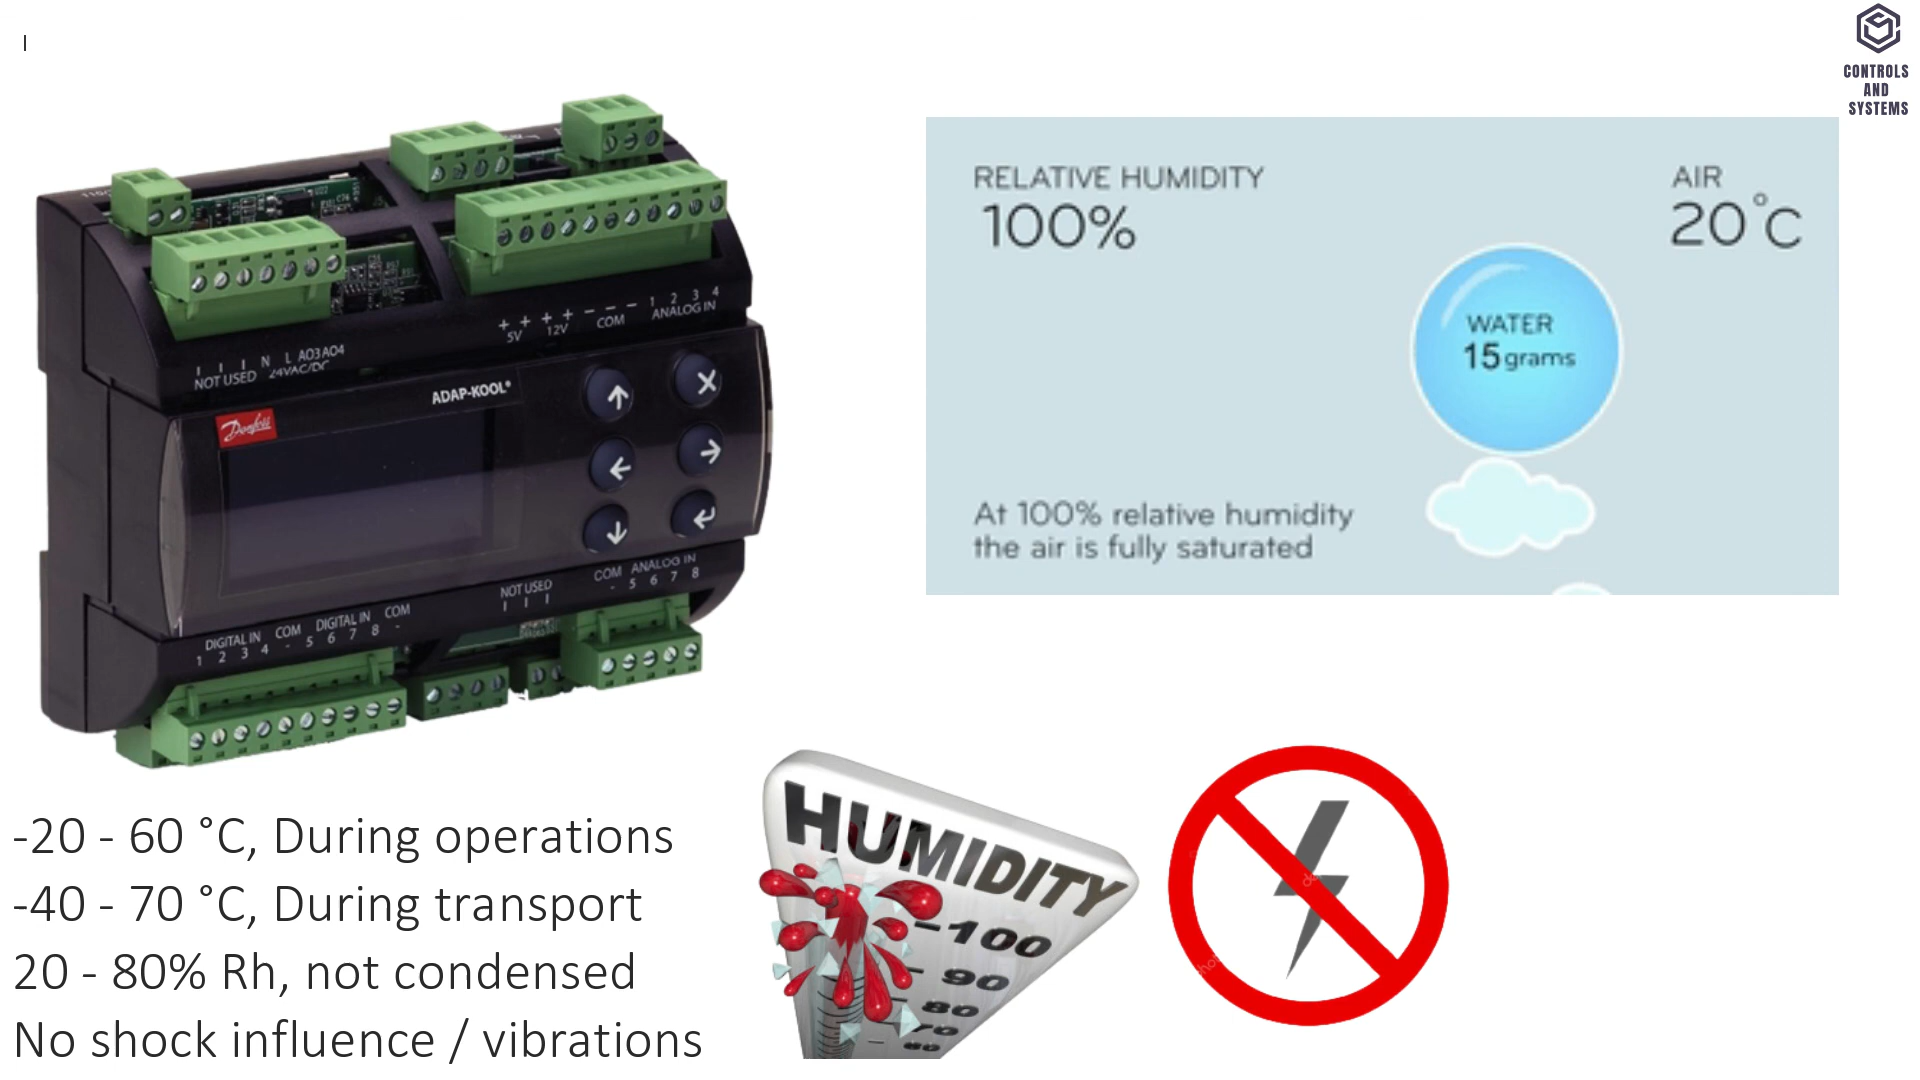 CONTROLS
AND
SYSTEMS
+ + + + - - - 1 2 3 4
5V 12V COM ANALOG IN
N L AO3 AO4
NOT USED 24VAC/DC
ADAP-KOOL®
Danfoss
COM ANALOG IN
- 5 6 7 8
NOT USED
DIGITAL IN COM DIGITAL IN COM
1 2 3 4 - 5 6 7 8 -
RELATIVE HUMIDITY
100%
AIR
20°C
WATER
15 grams
At 100% relative humidity
the air is fully saturated
-20 - 60 °C, During operations
-40 - 70 °C, During transport
20 - 80% Rh, not condensed
No shock influence / vibrations
HUMIDITY
100
90
80
70